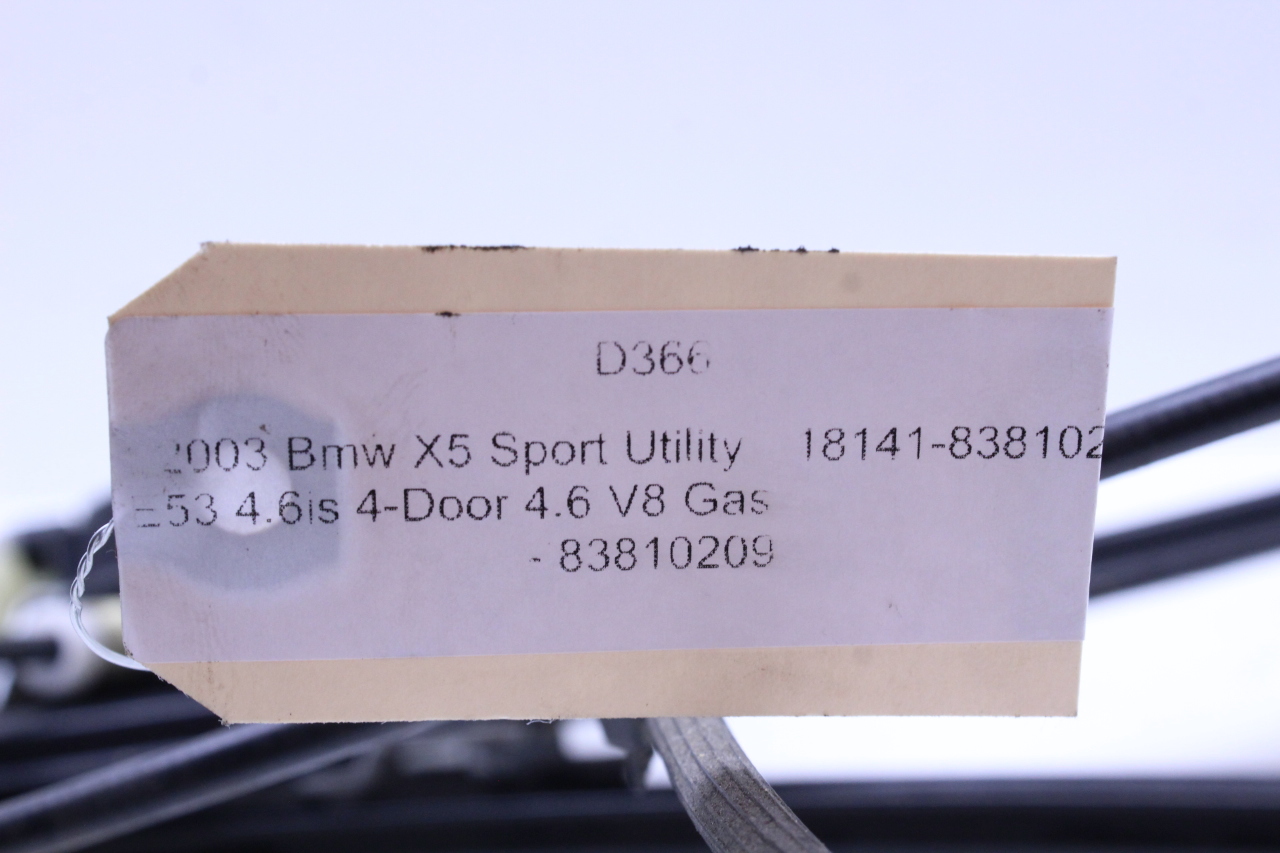 D366
2003 Bmw X5 Sport Utility 18141-838102
E53 4.6is 4-Door 4.6 V8 Gas
- 83810209